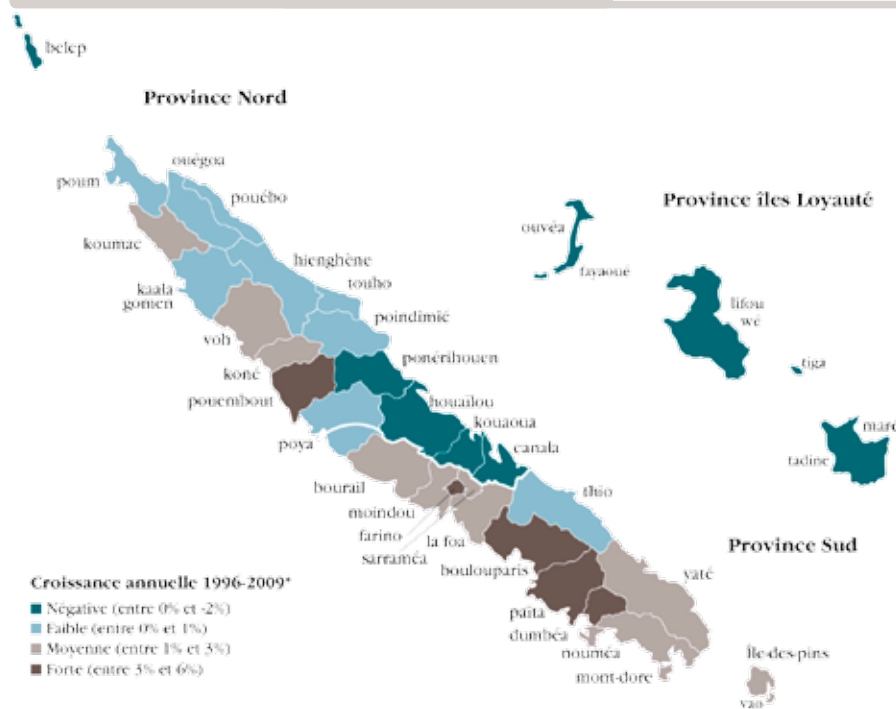 belep
Province Nord
ouégoa
poum
pouébo
Province îles Loyauté
ouvéa
koumac
hienghène
fayaoué
touho
kaala
gomen
lifou
wé
poindimié
voh
ponérihouen
tiga
koné
houaïlou
pouembout
kouaoua
maré
poya
canala
tadine
bourail
thio
moindou
farino
la foa
Province Sud
sarraméa
boulouparis
yaté
Croissance annuelle 1996-2009*
Négative (entre 0% et -2%)
païta
Faible (entre 0% et 1%)
dumbéa
Moyenne (entre 1% et 3%)
nouméa
Île-des-pins
Forte (entre 3% et 6%)
mont-dore
vao